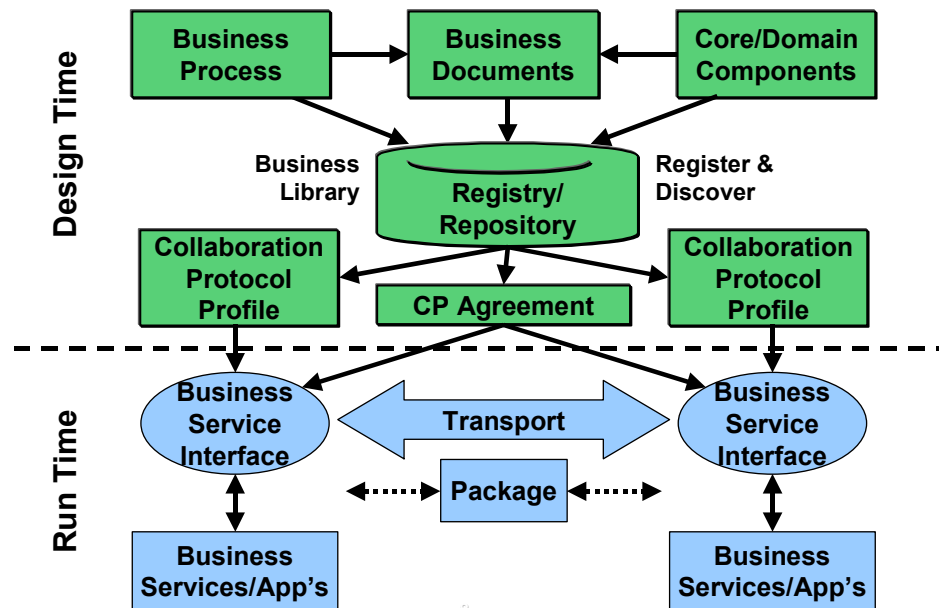 Design Time
Business
Process
Business
Documents
Core/Domain
Components
Business
Library
Registry/
Repository
Register &
Discover
Collaboration
Protocol
Profile
CP Agreement
Collaboration
Protocol
Profile
Run Time
Business
Service
Interface
Transport
Business
Service
Interface
Package
Business
Services/App's
Business
Services/App's